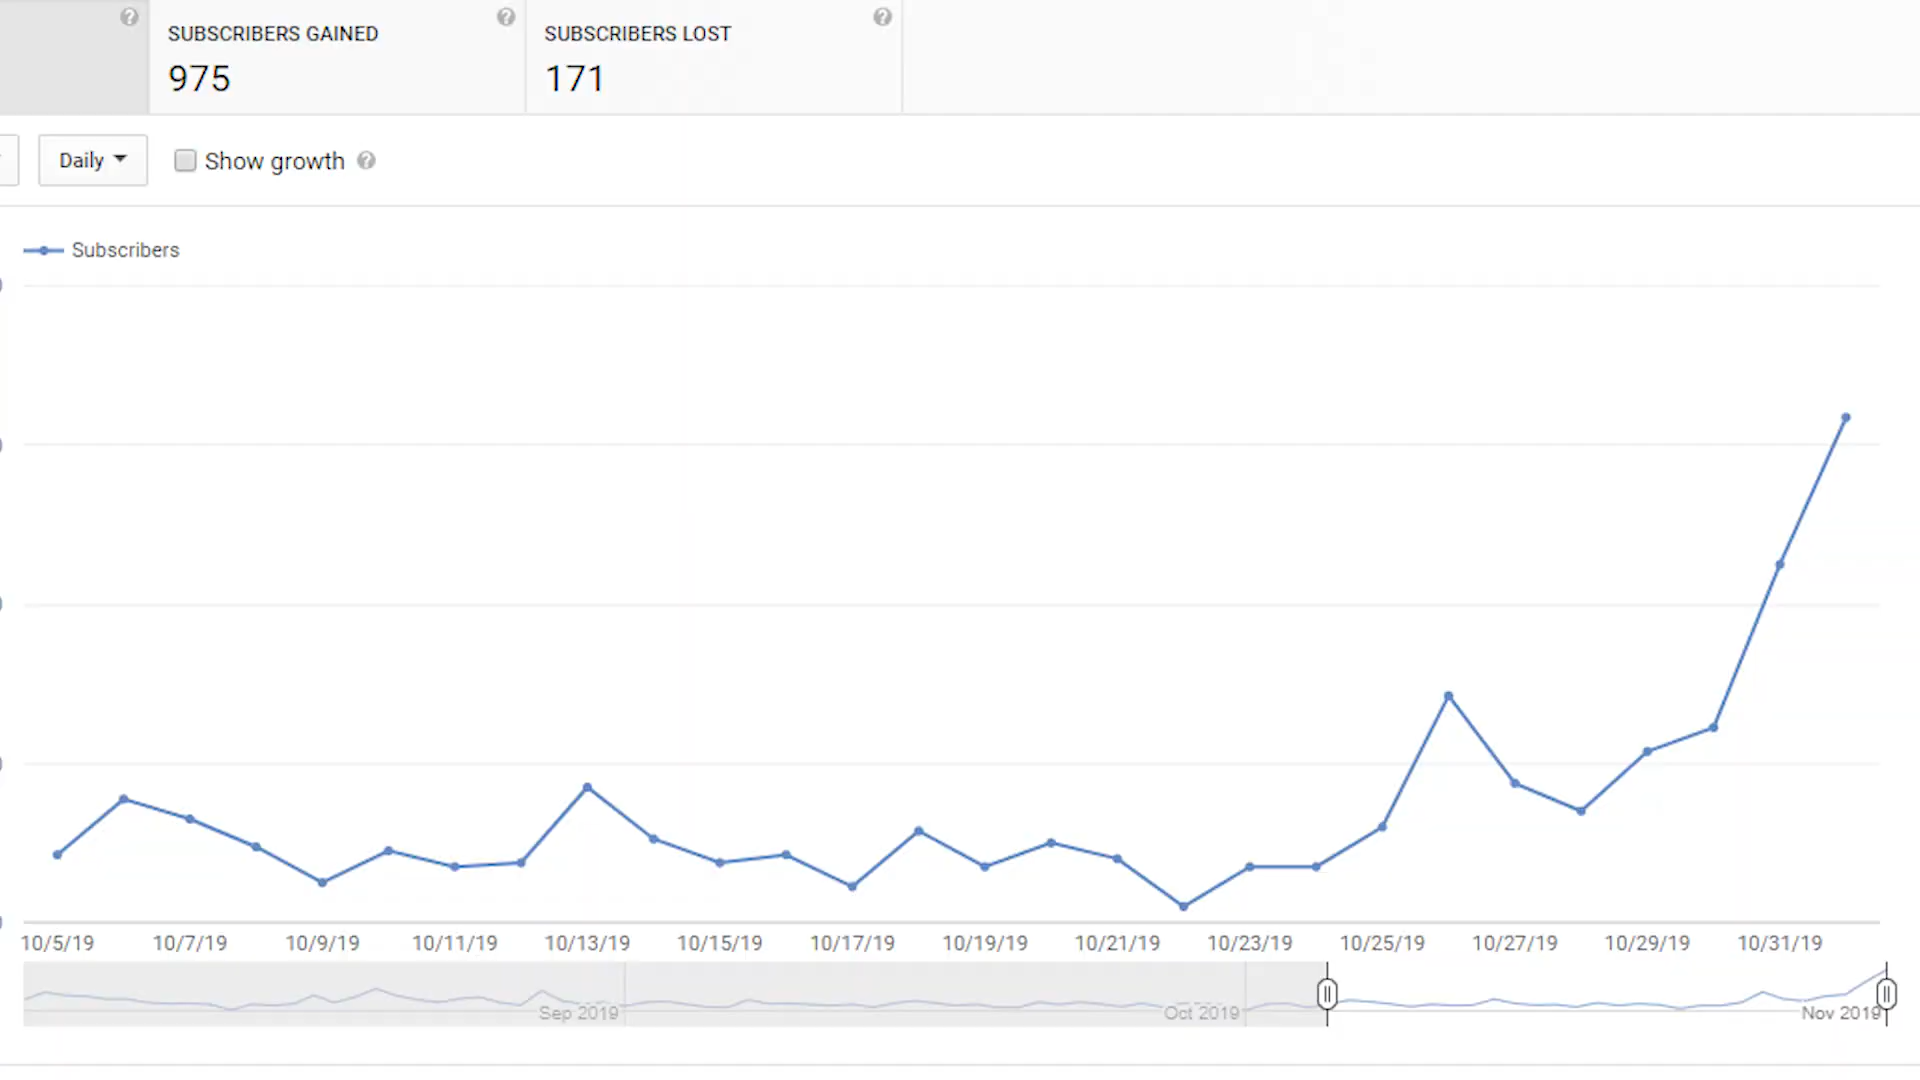 SUBSCRIBERS GAINED
975
SUBSCRIBERS LOST
171
Daily
Show growth
Subscribers
10/5/19 10/7/19 10/9/19 10/11/19 10/13/19 10/15/19 10/17/19 10/19/19 10/21/19 10/23/19 10/25/19 10/27/19 10/29/19 10/31/19
Sep 2019 Oct 2019 Nov 2019